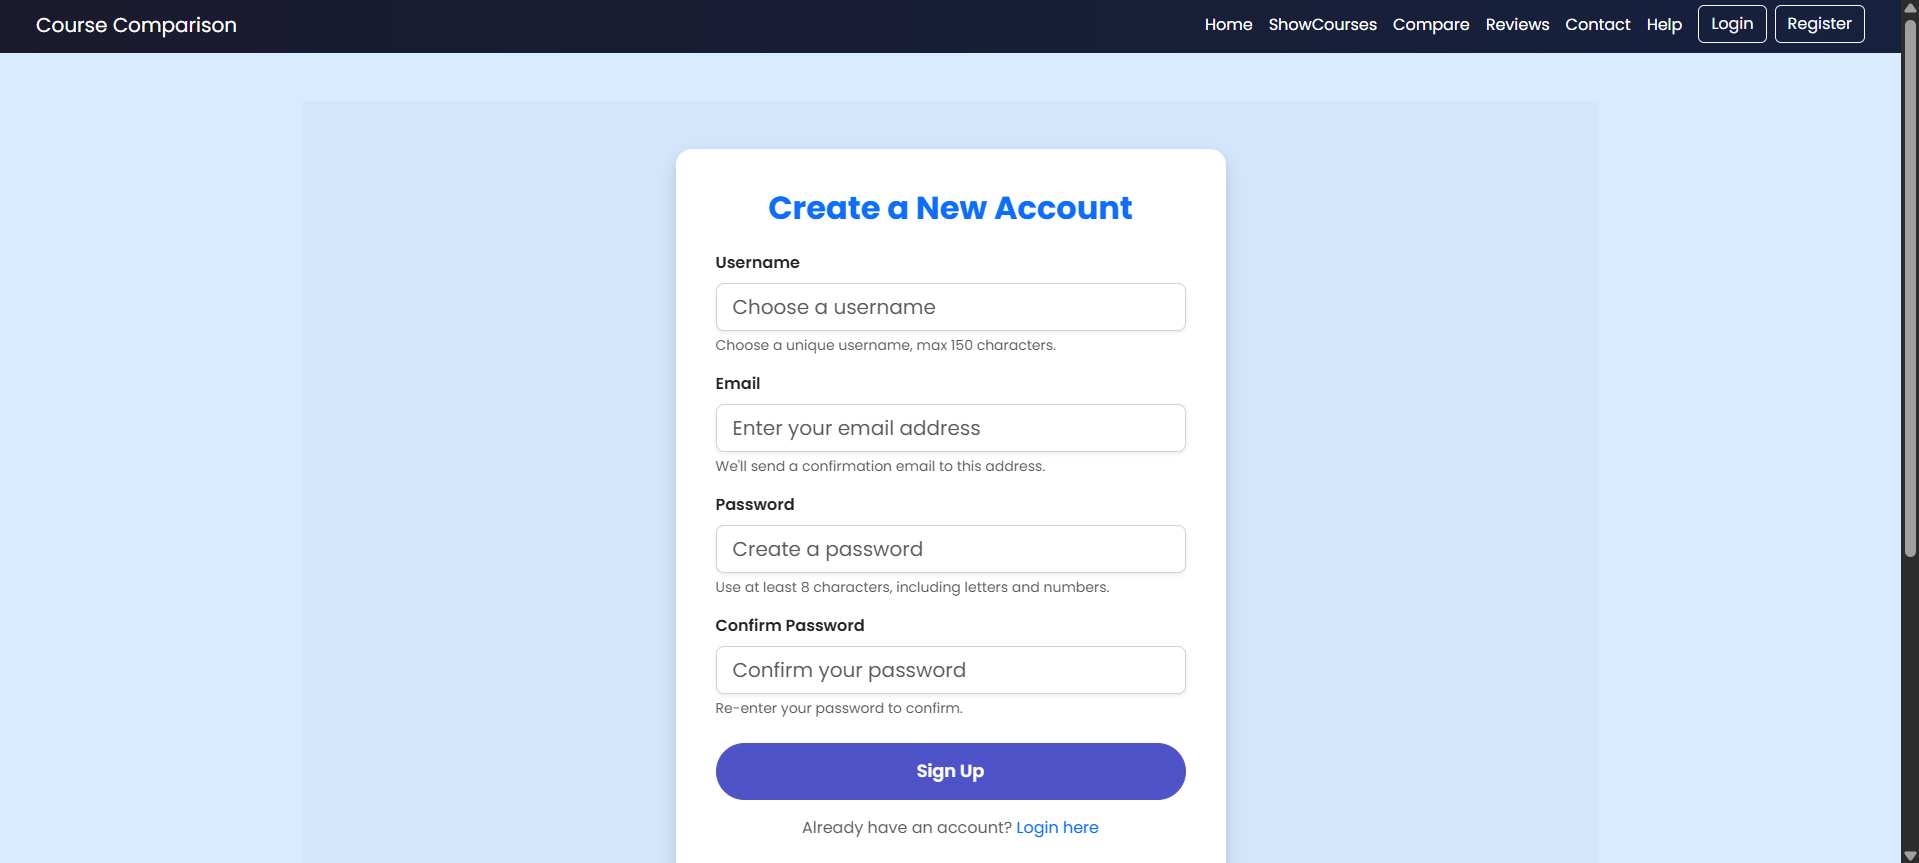 Course Comparison
Home ShowCourses Compare Reviews Contact Help Login Register
Create a New Account
Username
Choose a username
Choose a unique username, max 150 characters.
Email
Enter your email address
We'll send a confirmation email to this address.
Password
Create a password
Use at least 8 characters, including letters and numbers.
Confirm Password
Confirm your password
Re-enter your password to confirm.
Sign Up
Already have an account? Login here